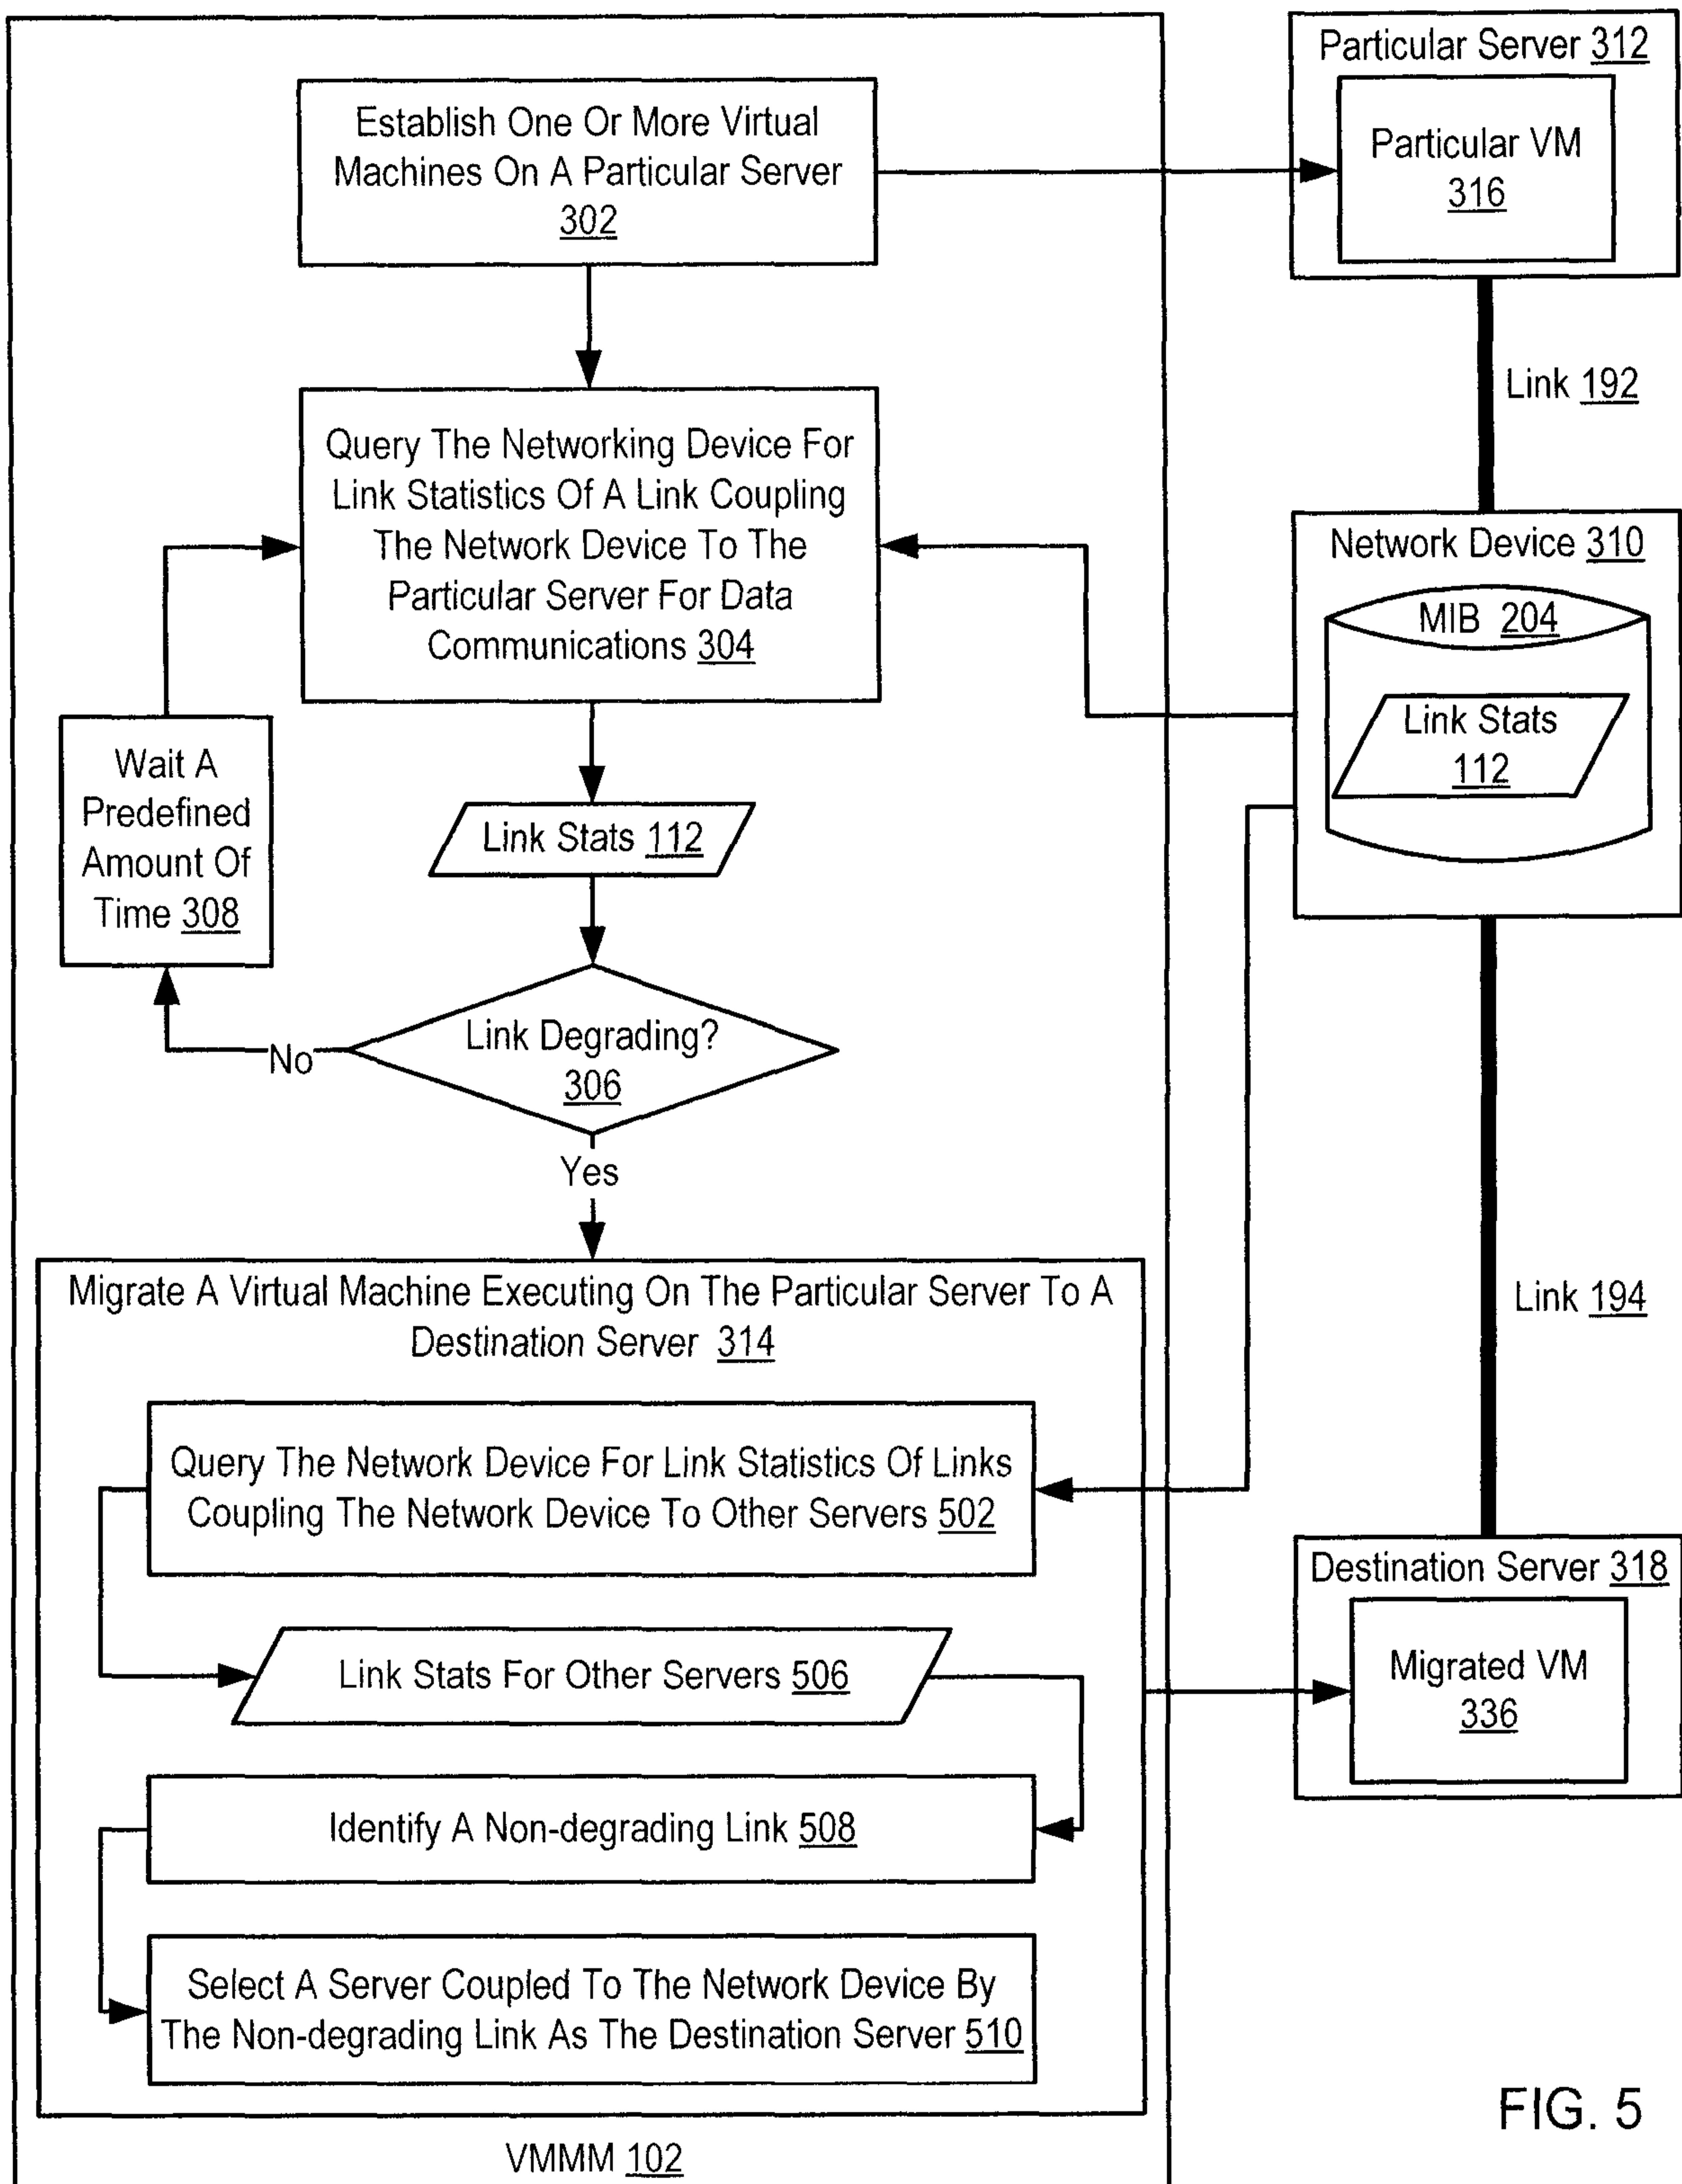 Establish One Or More Virtual
Machines On A Particular Server
302
Particular Server 312
Particular VM
316
Link 192
Query The Networking Device For
Link Statistics Of A Link Coupling
The Network Device To The
Particular Server For Data
Communications 304
Network Device 310
MIB 204
Link Stats
112
Wait A
Predefined
Amount Of
Time 308
Link Stats 112
Link Degrading?
306
No
Yes
Migrate A Virtual Machine Executing On The Particular Server To A
Destination Server 314
Link 194
Query The Network Device For Link Statistics Of Links
Coupling The Network Device To Other Servers 502
Link Stats For Other Servers 506
Destination Server 318
Migrated VM
336
Identify A Non-degrading Link 508
Select A Server Coupled To The Network Device By
The Non-degrading Link As The Destination Server 510
VMMM 102
FIG. 5